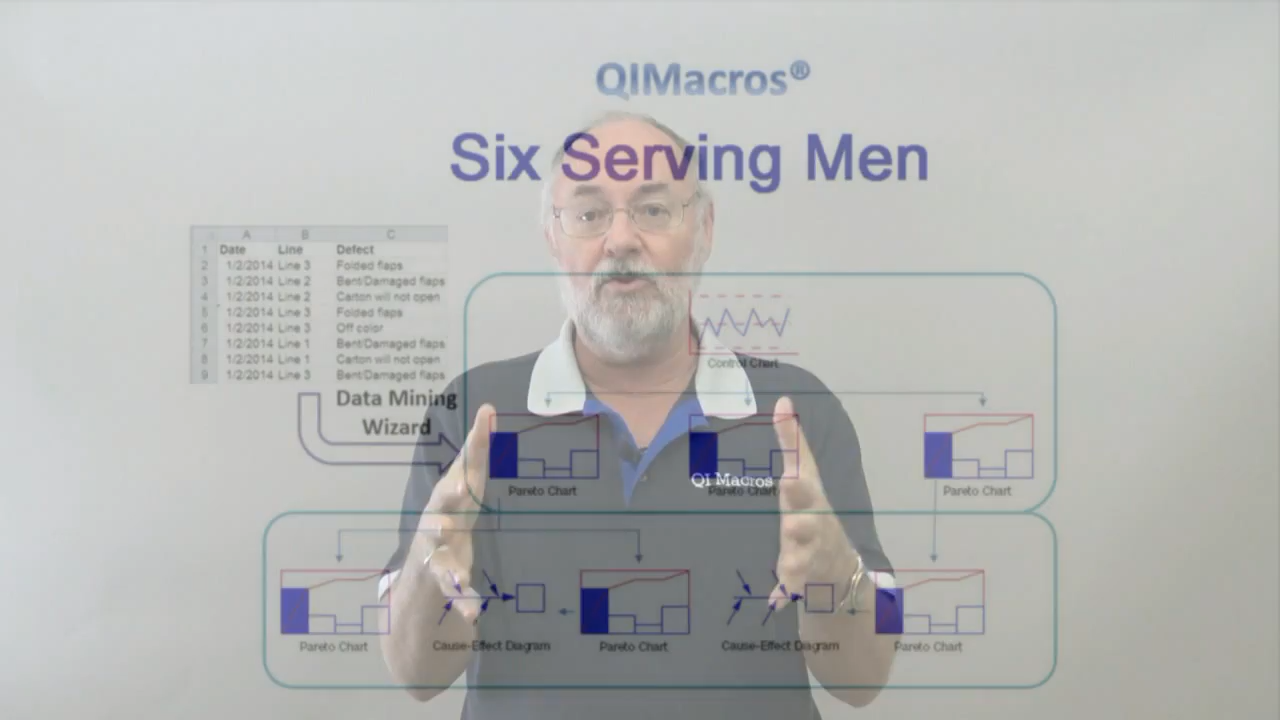 QIMacros®
Six Serving Men
A B C
1 Date Line Defect
2 1/2/2014 Line 3 Folded flaps
3 1/2/2014 Line 2 Bent/Damaged flaps
4 1/2/2014 Line 2 Carton will not open
5 1/2/2014 Line 3 Folded flaps
6 1/2/2014 Line 3 Off color
7 1/2/2014 Line 1 Bent/Damaged flaps
8 1/2/2014 Line 1 Carton will not open
9 1/2/2014 Line 3 Bent/Damaged flaps
Control Chart
Data Mining
Wizard
QI Macros
Pareto Chart Pareto Chart Pareto Chart
Pareto Chart Cause-Effect Diagram Pareto Chart Cause-Effect Diagram Pareto Chart